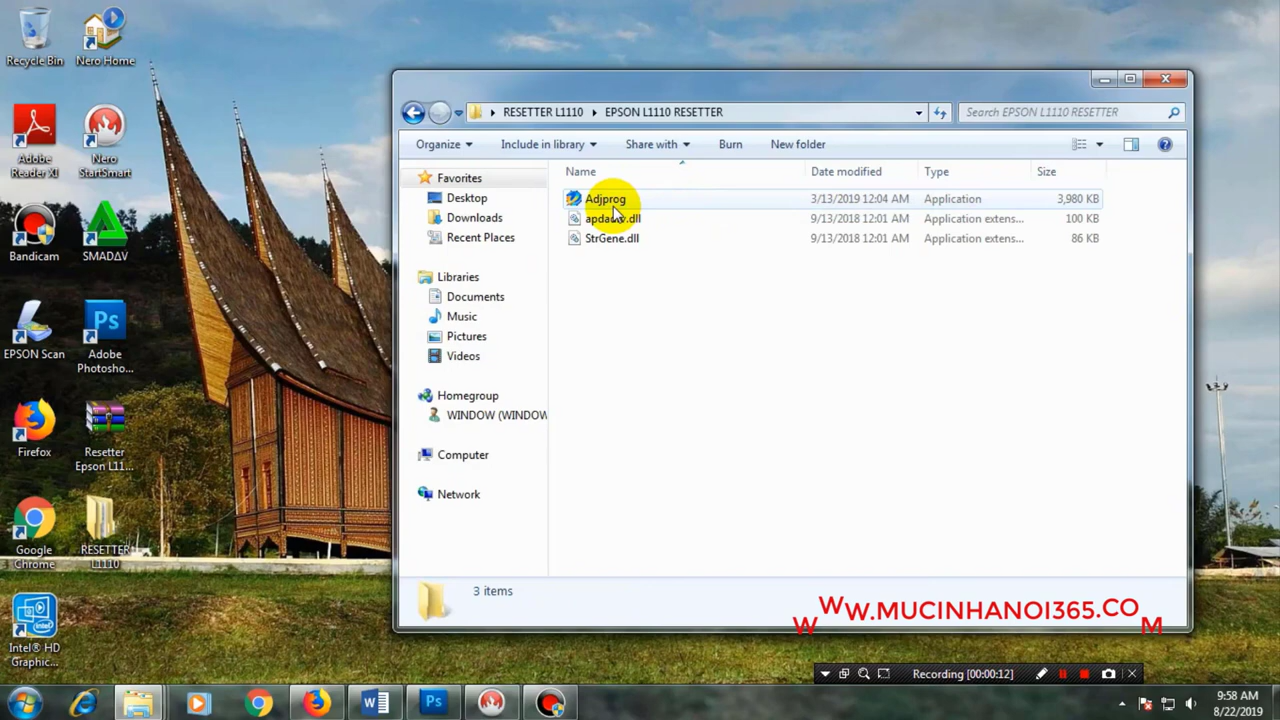 Recycle Bin
Nero Home
Adobe
Reader XI
Nero
StartSmart
Bandicam
SMADΔV
EPSON Scan
Adobe
Photosho...
Firefox
Resetter
Epson L11...
Google
Chrome
RESETTER
L1110
Intel® HD
Graphic...
RESETTER L1110
EPSON L1110 RESETTER
Search EPSON L1110 RESETTER
Organize
Include in library
Share with
Burn
New folder
Name
Date modified
Type
Size
Favorites
Desktop
Downloads
Recent Places
Libraries
Documents
Music
Pictures
Videos
Homegroup
WINDOW (WINDOW
Computer
Network
Adjprog
3/13/2019 12:04 AM
Application
3,980 KB
9/13/2018 12:01 AM
Application extens...
100 KB
StrGene.dll
9/13/2018 12:01 AM
Application extens...
86 KB
3 items
WWW.MUCINHANOI365.COM
Recording [00:00:12]
9:58 AM
8/22/2019